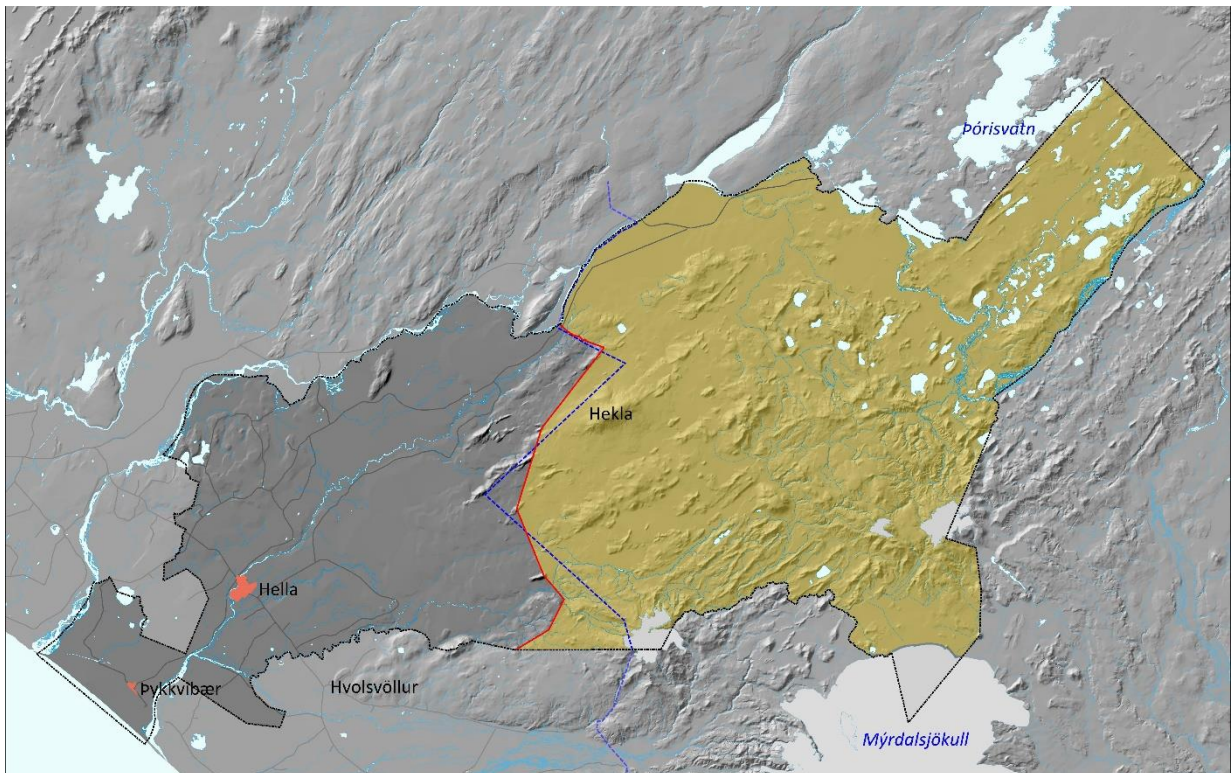 Þórisvatn
Hekla
Hella
Þykkvibær
Hvolsvöllur
Mýrdalsjökull